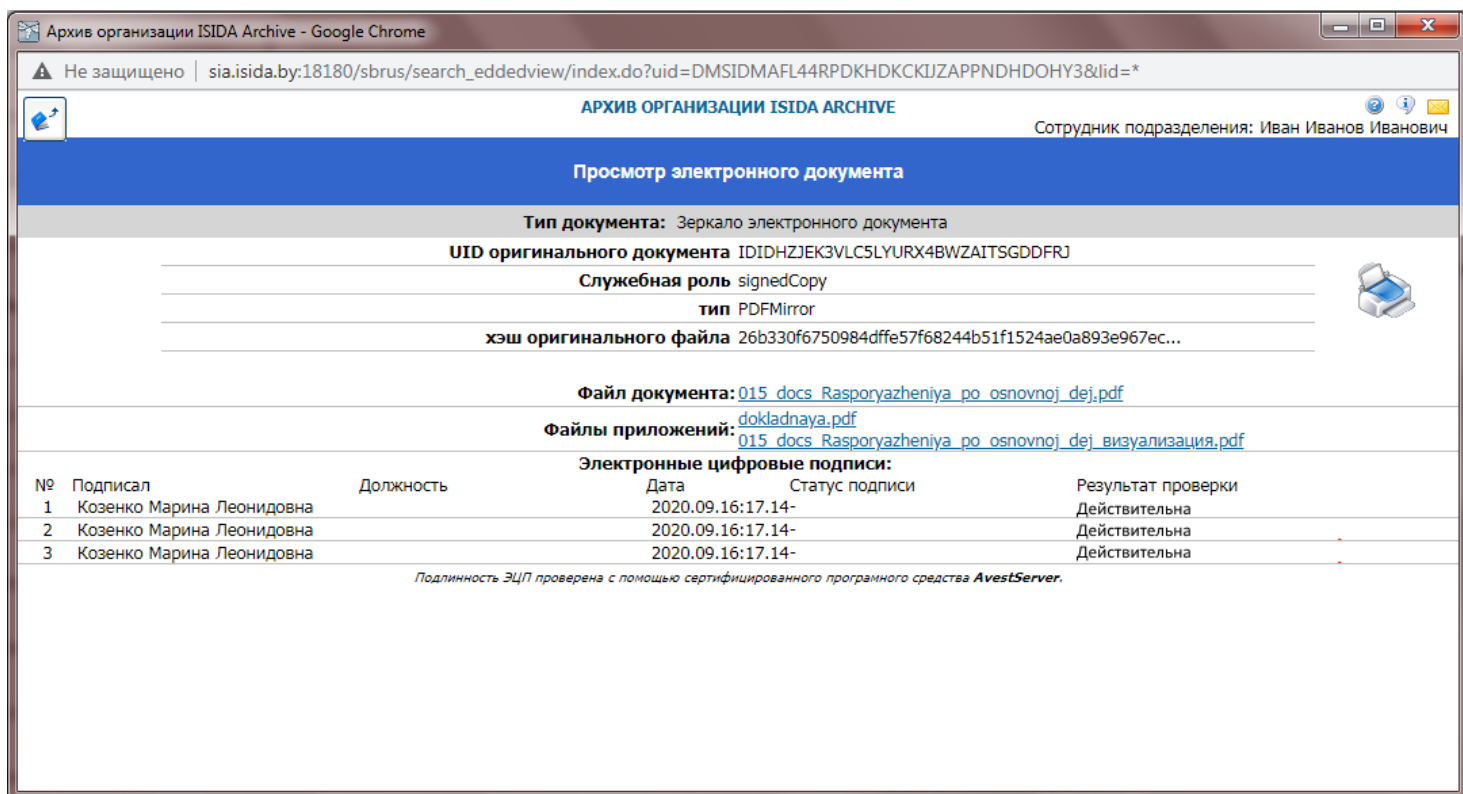 Архив организации ISIDA Archive - Google Chrome
Не защищено | sia.isida.by:18180/sbrus/search_eddedview/index.do?uid=DMSIDMAFL44RPDKHDKCKIJZAPPNDHDOHY3&lid=*
АРХИВ ОРГАНИЗАЦИИ ISIDA ARCHIVE
Сотрудник подразделения: Иван Иванов Иванович
Просмотр электронного документа
Тип документа: Зеркало электронного документа
UID оригинального документа IDIDHZJEK3VLC5LYURX4BWZAITSGDDFRJ
Служебная роль signedCopy
тип PDFMirror
хэш оригинального файла 26b330f6750984dffe57f68244b51f1524ae0a893e967ec...
Файл документа: 015_docs_Rasporyazheniya_po_osnovnoj_dej.pdf
Файлы приложений: dokladnaya.pdf
015_docs_Rasporyazheniya_po_osnovnoj_dej_визуализация.pdf
Электронные цифровые подписи:
№ Подписал Должность Дата Статус подписи Результат проверки
1 Козенко Марина Леонидовна 2020.09.16:17.14- Действительна
2 Козенко Марина Леонидовна 2020.09.16:17.14- Действительна
3 Козенко Марина Леонидовна 2020.09.16:17.14- Действительна
Подлинность ЭЦП проверена с помощью сертифицированного програмного средства AvestServer.